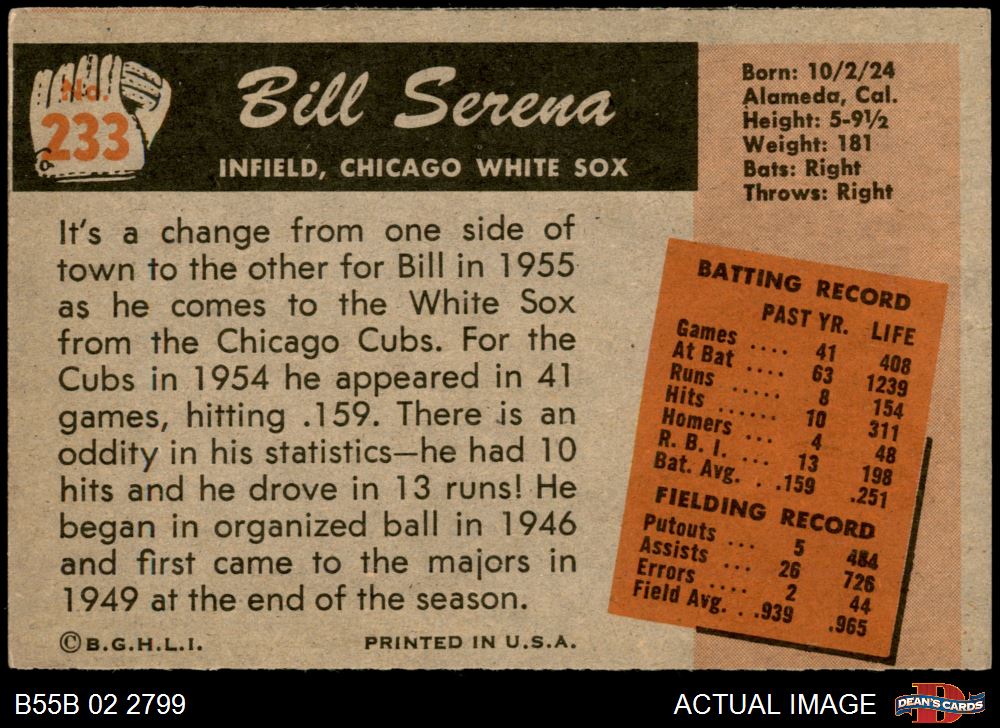 No.
233
Bill Serena
INFIELD, CHICAGO WHITE SOX
Born: 10/2/24
Alameda, Cal.
Height: 5-9½
Weight: 181
Bats: Right
Throws: Right
It's a change from one side of
town to the other for Bill in 1955
as he comes to the White Sox
from the Chicago Cubs. For the
Cubs in 1954 he appeared in 41
games, hitting .159. There is an
oddity in his statistics—he had 10
hits and he drove in 13 runs! He
began in organized ball in 1946
and first came to the majors in
1949 at the end of the season.
©B.G.H.L.I. PRINTED IN U.S.A.
BATTING RECORD
PAST YR. LIFE
Games .... 41 408
At Bat .... 63 1239
Runs ..... 8 154
Hits ...... 10 311
Homers ... 4 48
R. B. I. ... 13 198
Bat. Avg. . .159 .251
FIELDING RECORD
Putouts ... 5 484
Assists ... 26 726
Errors .... 2 44
Field Avg. . .939 .965
B55B 02 2799
ACTUAL IMAGE
D
DEAN'S CARDS